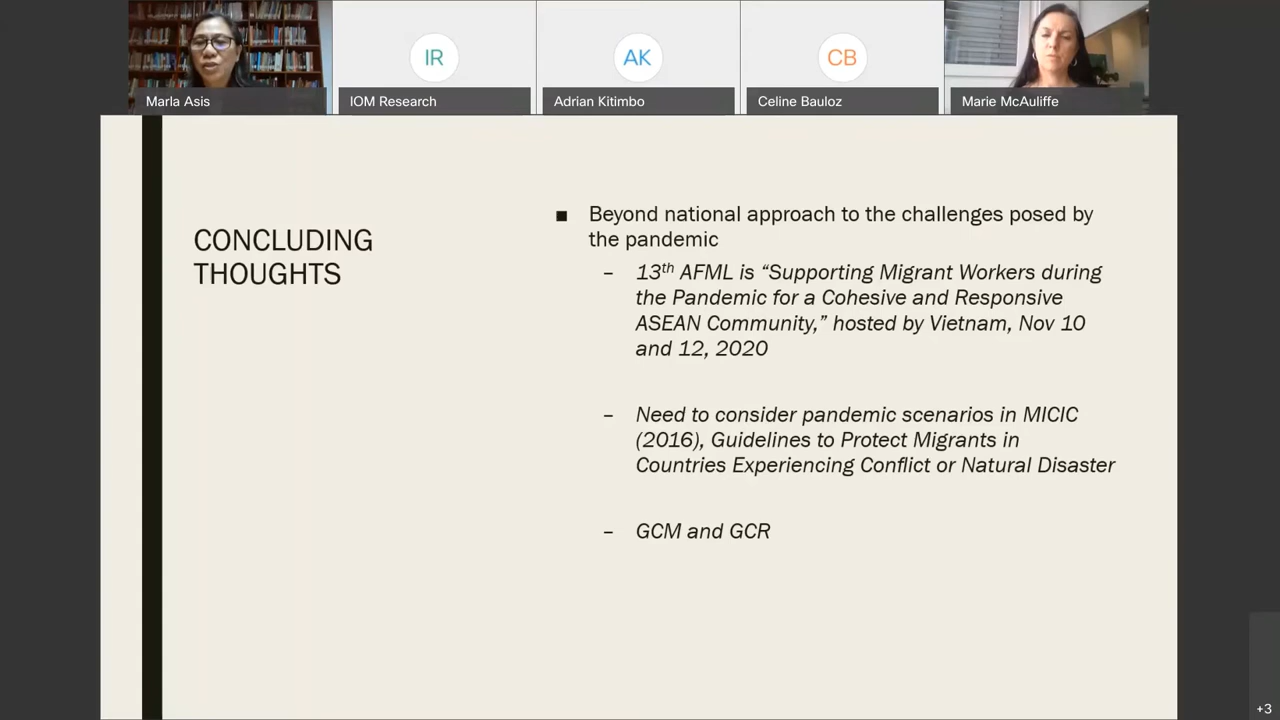 IR
AK
CB
Marla Asis
IOM Research
Adrian Kitimbo
Celine Bauloz
Marie McAuliffe
CONCLUDING
THOUGHTS
■ Beyond national approach to the challenges posed by
the pandemic
– 13th AFML is “Supporting Migrant Workers during
the Pandemic for a Cohesive and Responsive
ASEAN Community,” hosted by Vietnam, Nov 10
and 12, 2020
– Need to consider pandemic scenarios in MICIC
(2016), Guidelines to Protect Migrants in
Countries Experiencing Conflict or Natural Disaster
– GCM and GCR
+3